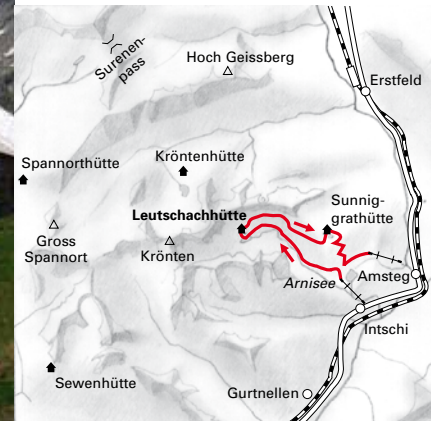 Surenen-
pass
Hoch Geissberg
Erstfeld
Spannorthütte
Kröntenhütte
Leutschachhütte
Sunnig-
grathütte
Gross
Spannort
Krönten
Arnisee
Amsteg
Intschi
Sewenhütte
Gurtnellen